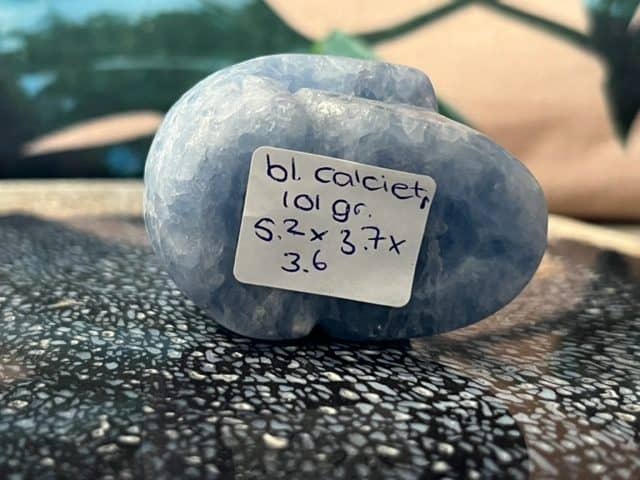 bl. calciet,
101 gr.
5.2 x 3.7 x
3.6